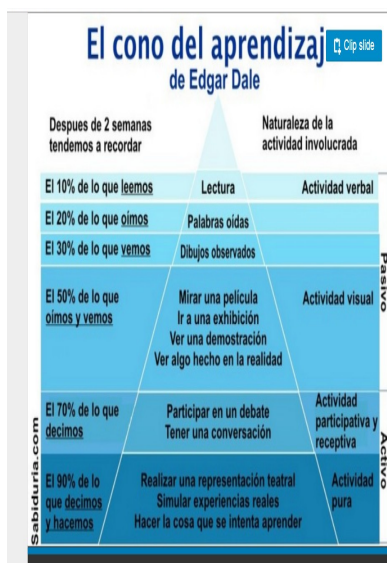 El cono del aprendizaj
Clip slide
de Edgar Dale
Despues de 2 semanas
tendemos a recordar
Naturaleza de la
actividad involucrada
El 10% de lo que leemos
Lectura
Actividad verbal
El 20% de lo que oímos
Palabras oídas
El 30% de lo que vemos
Dibujos observados
Pasivo
El 50% de lo que
oímos y vemos
Mirar una película
Ir a una exhibición
Ver una demostración
Ver algo hecho en la realidad
Actividad visual
El 70% de lo que
decimos
Participar en un debate
Tener una conversación
Actividad
participativa y
receptiva
Activo
El 90% de lo
que decimos
y hacemos
Realizar una representación teatral
Simular experiencias reales
Hacer la cosa que se intenta aprender
Actividad
pura
Sabiduria.com